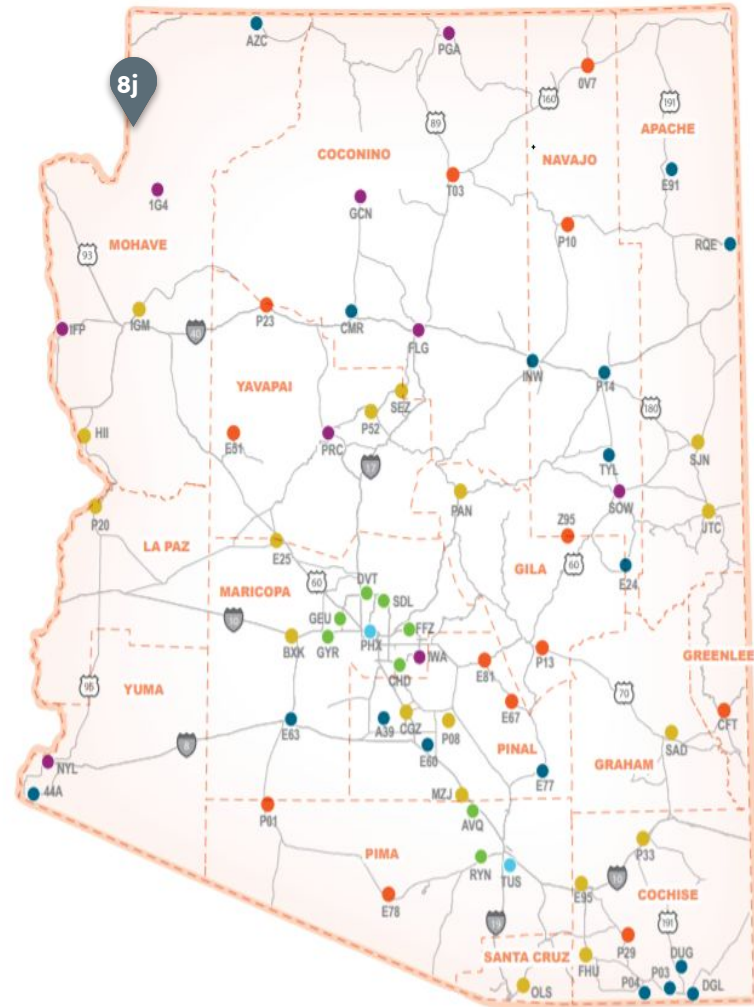 AZC
PGA
0V7
8j
160
191
89
APACHE
COCONINO
NAVAJO
E91
T03
1G4
GCN
P10
MOHAVE
RQE
93
IGM
P23
CMR
IFP
40
FLG
INW
P14
YAVAPAI
SEZ
180
P52
HII
E51
PRC
SJN
17
TYL
PAN
SOW
P20
JTC
Z95
LA PAZ
E25
60
GILA
E24
60
DVT
MARICOPA
SDL
10
GEU
FFZ
BXK
GYR
PHX
IWA
P13
GREENLEE
CHD
E81
95
YUMA
70
E67
CFT
E63
A39
CGZ
P08
SAD
8
E60
PINAL
GRAHAM
NYL
E77
44A
MZJ
P01
AVQ
PIMA
P33
RYN
TUS
10
E95
E78
COCHISE
19
191
P29
SANTA CRUZ
FHU
DUG
P03
P04
DGL
OLS